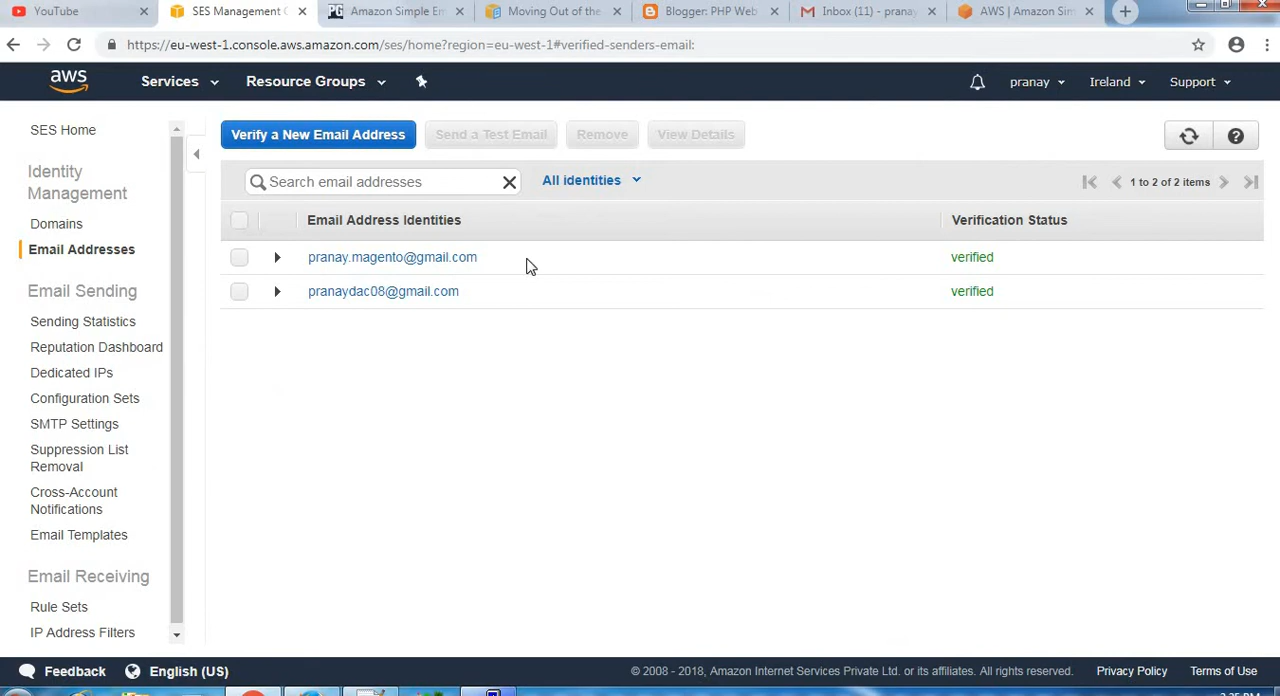 YouTube
SES Management C
Amazon Simple Em
Moving Out of the
Blogger: PHP Web
Inbox (11) - pranay
AWS | Amazon Sim
https://eu-west-1.console.aws.amazon.com/ses/home?region=eu-west-1#verified-senders-email:
aws
Services
Resource Groups
pranay
Ireland
Support
SES Home
Identity
Management
Domains
Email Addresses
Email Sending
Sending Statistics
Reputation Dashboard
Dedicated IPs
Configuration Sets
SMTP Settings
Suppression List
Removal
Cross-Account
Notifications
Email Templates
Email Receiving
Rule Sets
IP Address Filters
Verify a New Email Address
Send a Test Email
Remove
View Details
Search email addresses
All identities
1 to 2 of 2 items
Email Address Identities
Verification Status
pranay.magento@gmail.com
verified
pranaydac08@gmail.com
verified
Feedback
English (US)
© 2008 - 2018, Amazon Internet Services Private Ltd. or its affiliates. All rights reserved.
Privacy Policy
Terms of Use